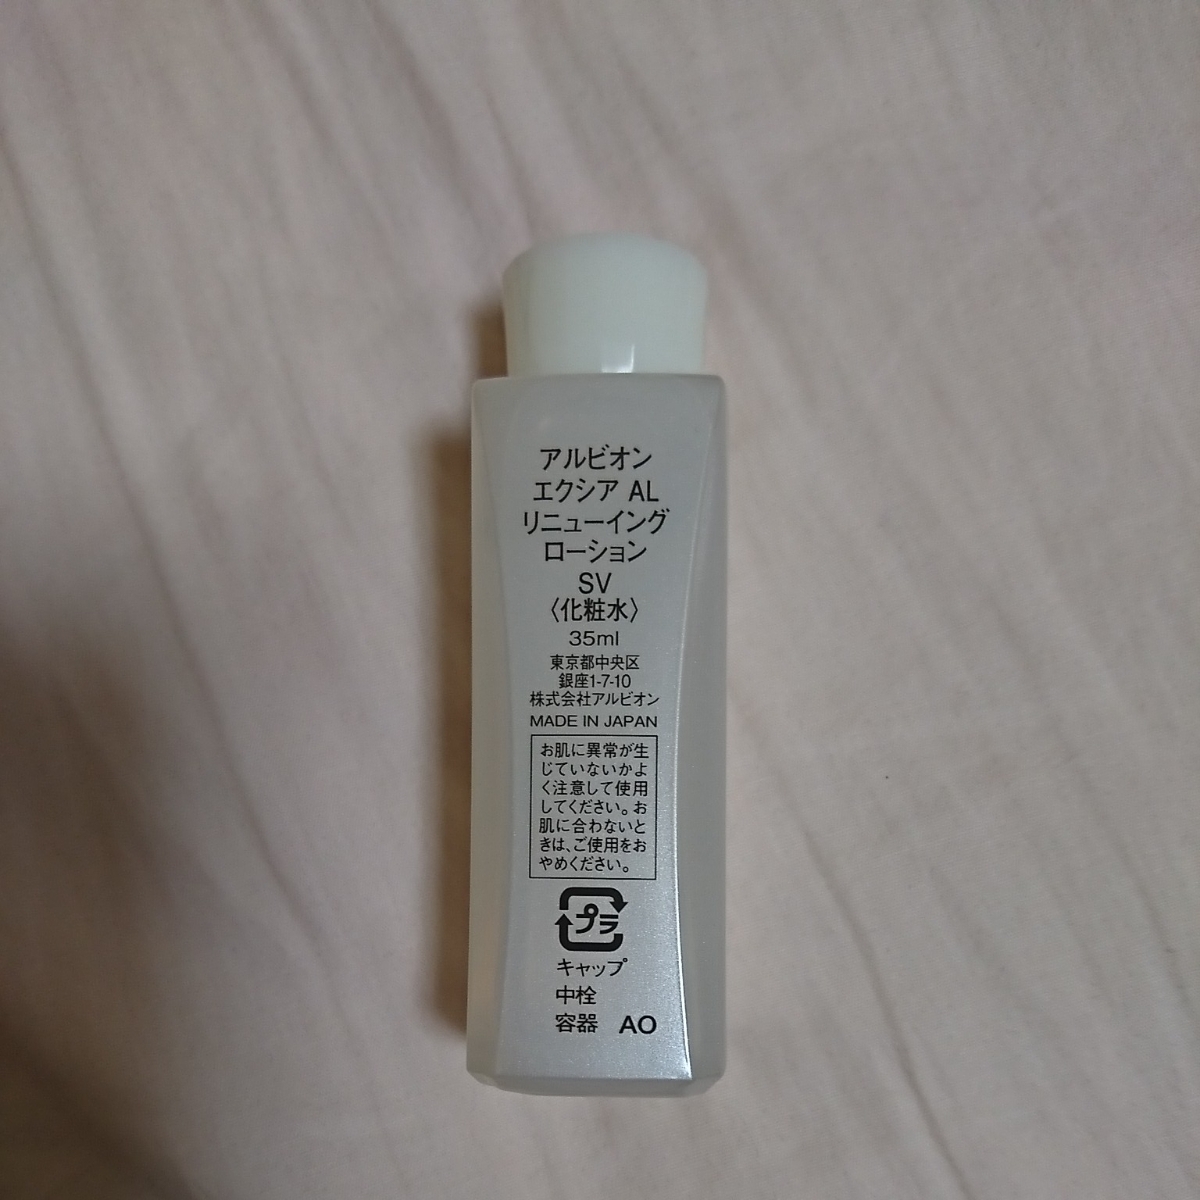 アルビオン
エクシア AL
リニューイング
ローション
SV
〈化粧水〉
35ml
東京都中央区
銀座1-7-10
株式会社アルビオン
MADE IN JAPAN
お肌に異常が生
じていないかよ
く注意して使用
してください。お
肌に合わないと
きは、ご使用をお
やめください。
プラ
キャップ
中栓
容器 AO